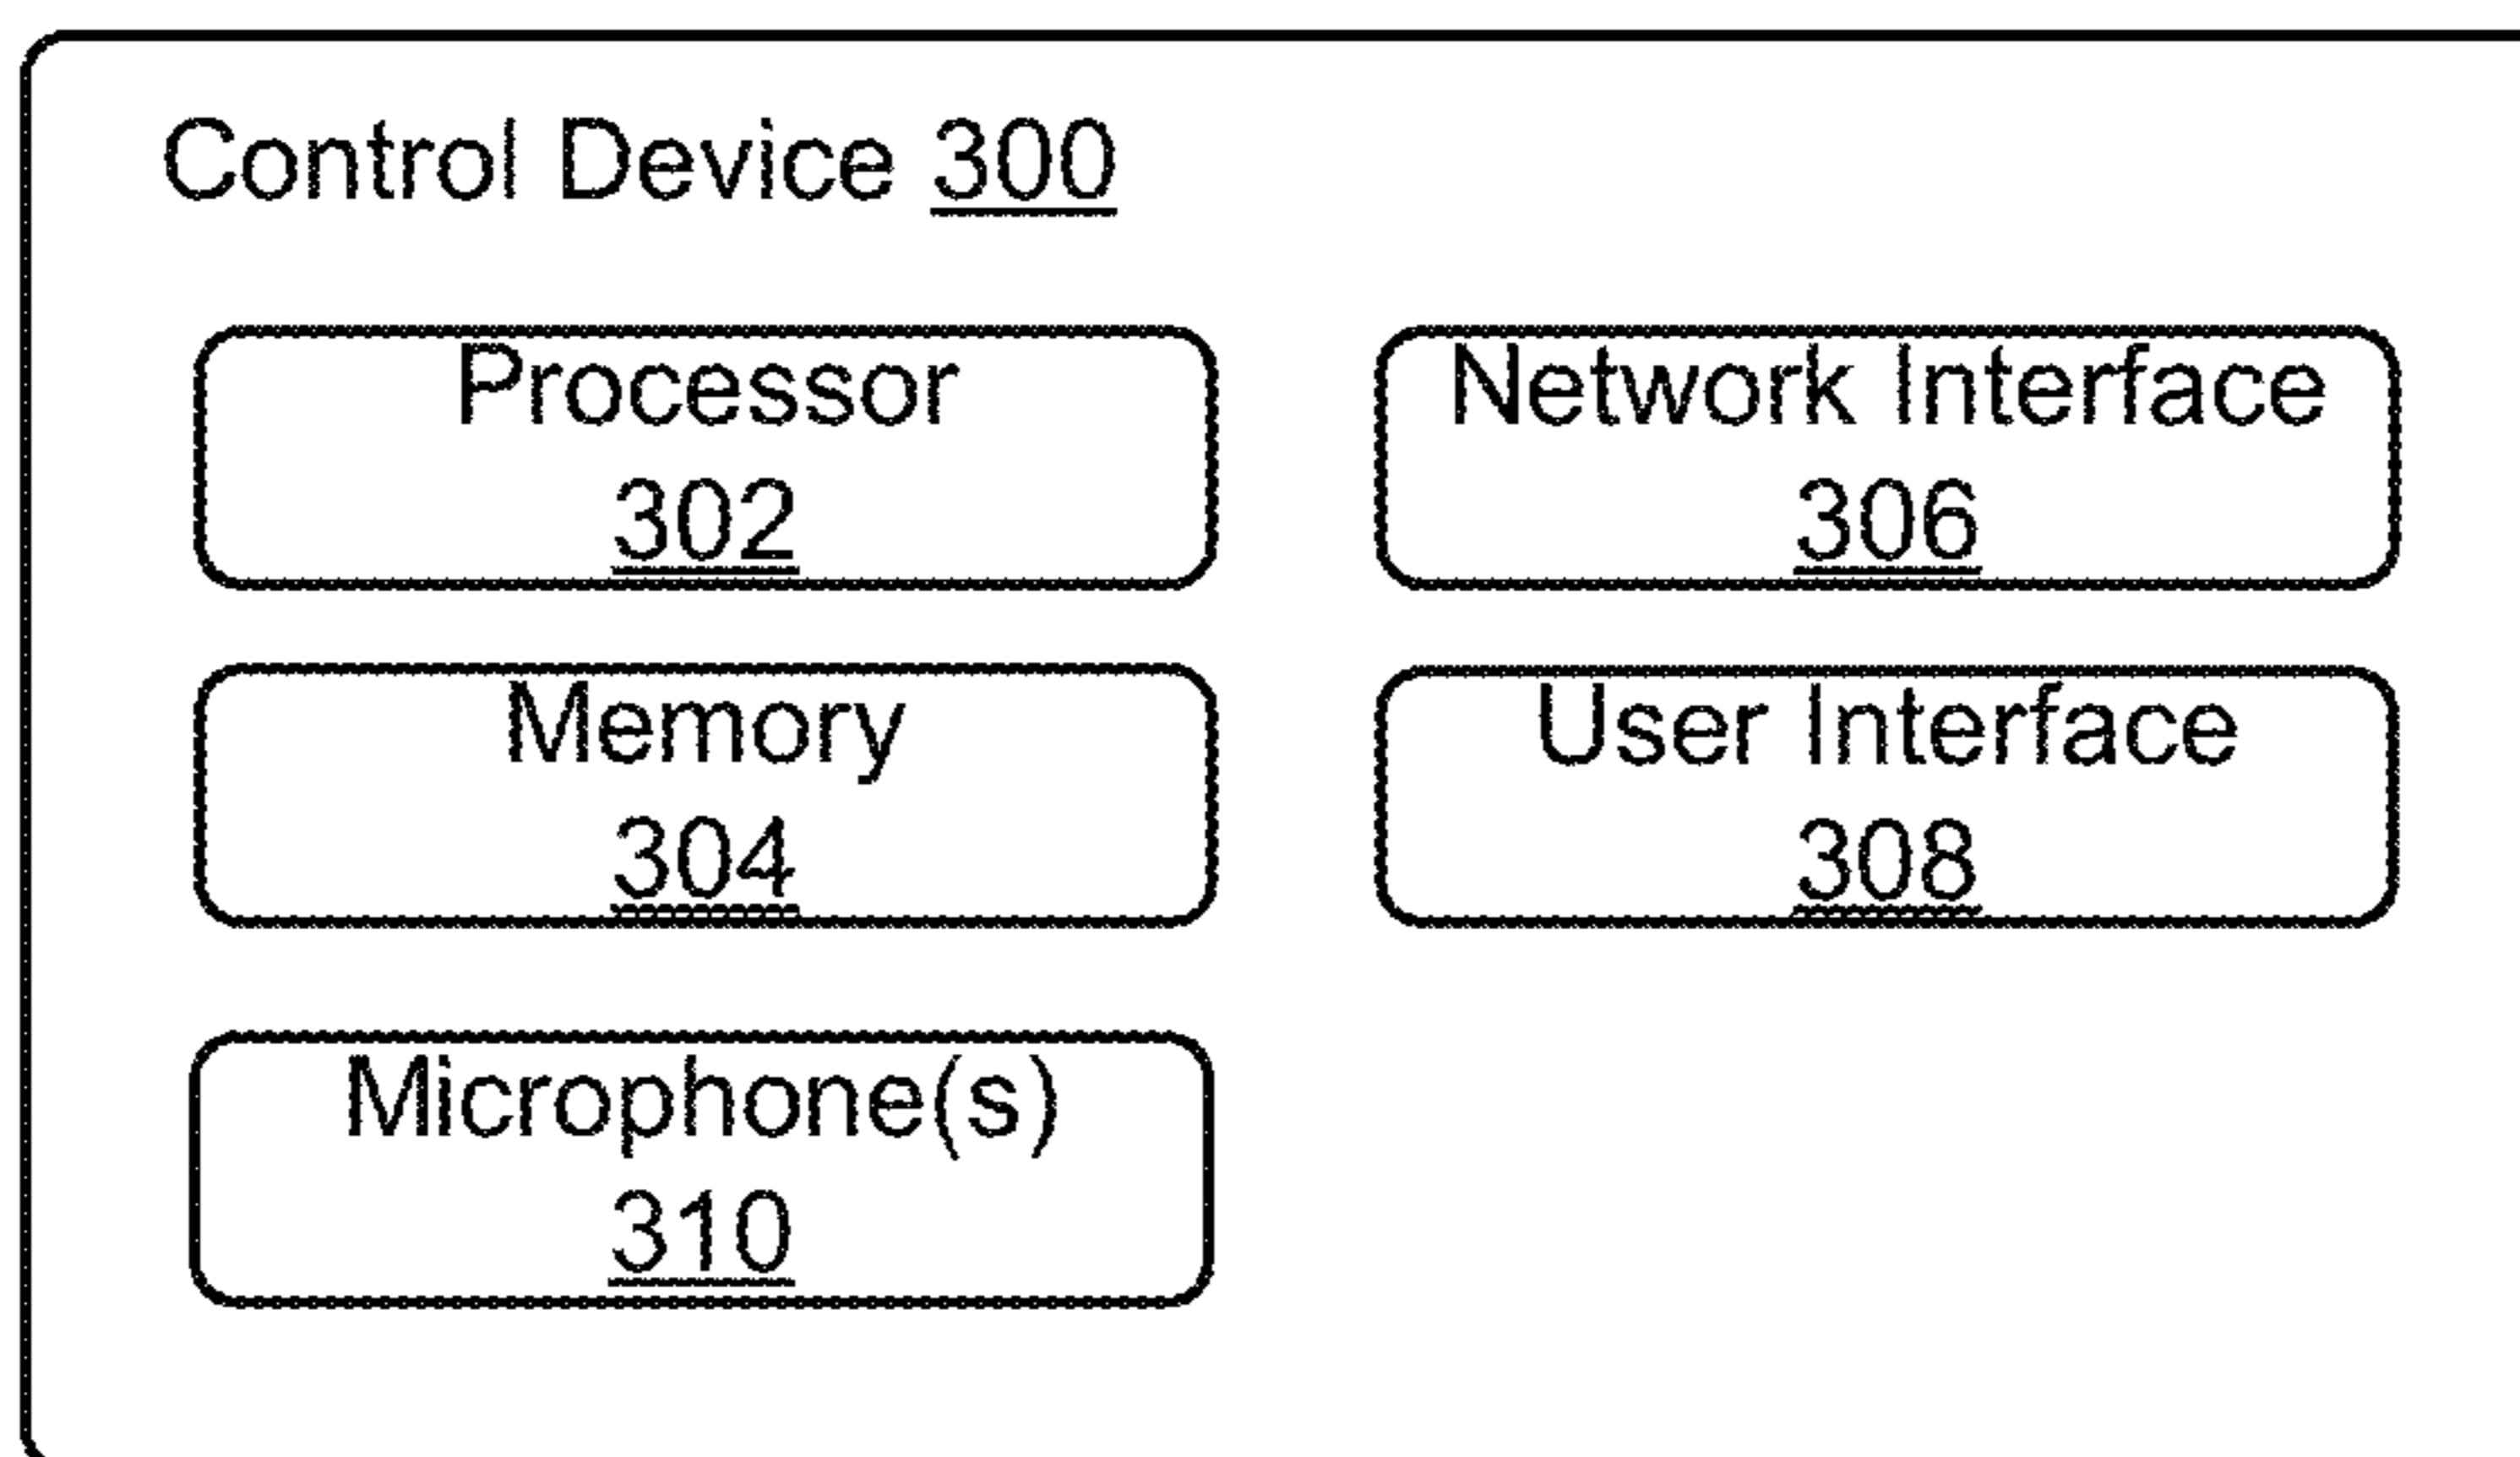 Control Device 300
Processor
302
Network Interface
306
Memory
304
User Interface
308
Microphone(s)
310